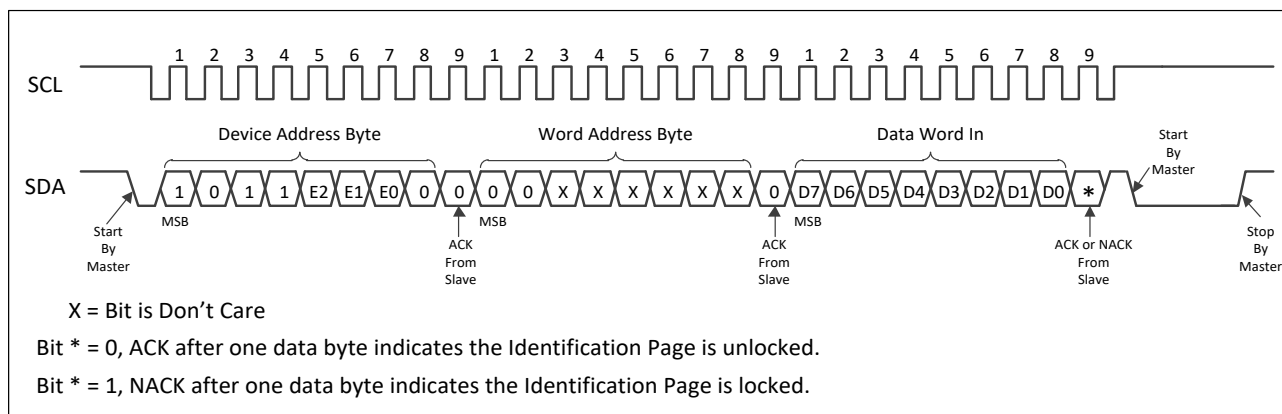 1 2 3 4 5 6 7 8 9 1 2 3 4 5 6 7 8 9 1 2 3 4 5 6 7 8 9
SCL
Device Address Byte Word Address Byte Data Word In
SDA
1 0 1 1 E2 E1 E0 0 0 0 0 X X X X X X 0 D7 D6 D5 D4 D3 D2 D1 D0 *
MSB MSB MSB
Start
By
Master
ACK
From
Slave
ACK
From
Slave
ACK or NACK
From
Slave
Start
By
Master
Stop
By
Master
X = Bit is Don’t Care
Bit * = 0, ACK after one data byte indicates the Identification Page is unlocked.
Bit * = 1, NACK after one data byte indicates the Identification Page is locked.